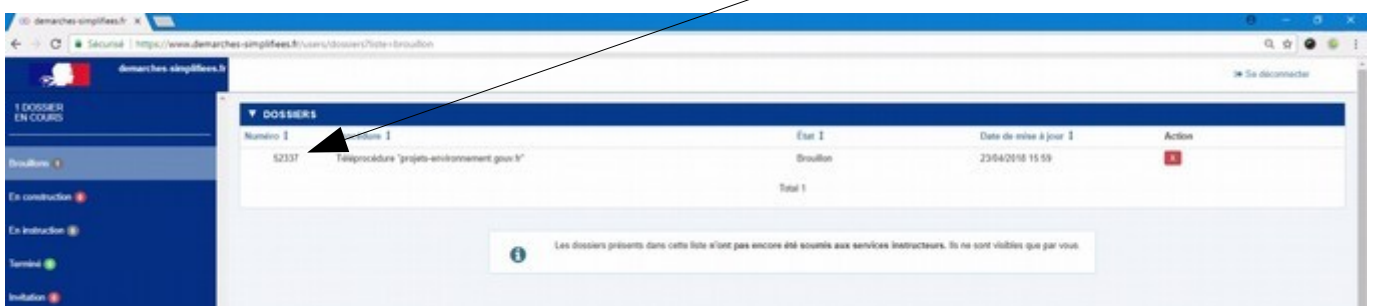 demarches-simplifiees.fr
Sécurisé | https://www.demarches-simplifiees.fr/users/dossiers?liste=brouillon
demarches simplifiees.fr
Se déconnecter
1 DOSSIER
EN COURS
▼ DOSSIERS
Numéro Procédure État Date de mise à jour Action
52337 Téléprocédure "projets-environnement.gouv.fr" Brouillon 23/04/2018 15:59 X
Total 1
Brouillons 1
En construction
En instruction
Terminé
Invitation
Les dossiers présents dans cette liste n'ont pas encore été soumis aux services instructeurs. Ils ne sont visibles que par vous.